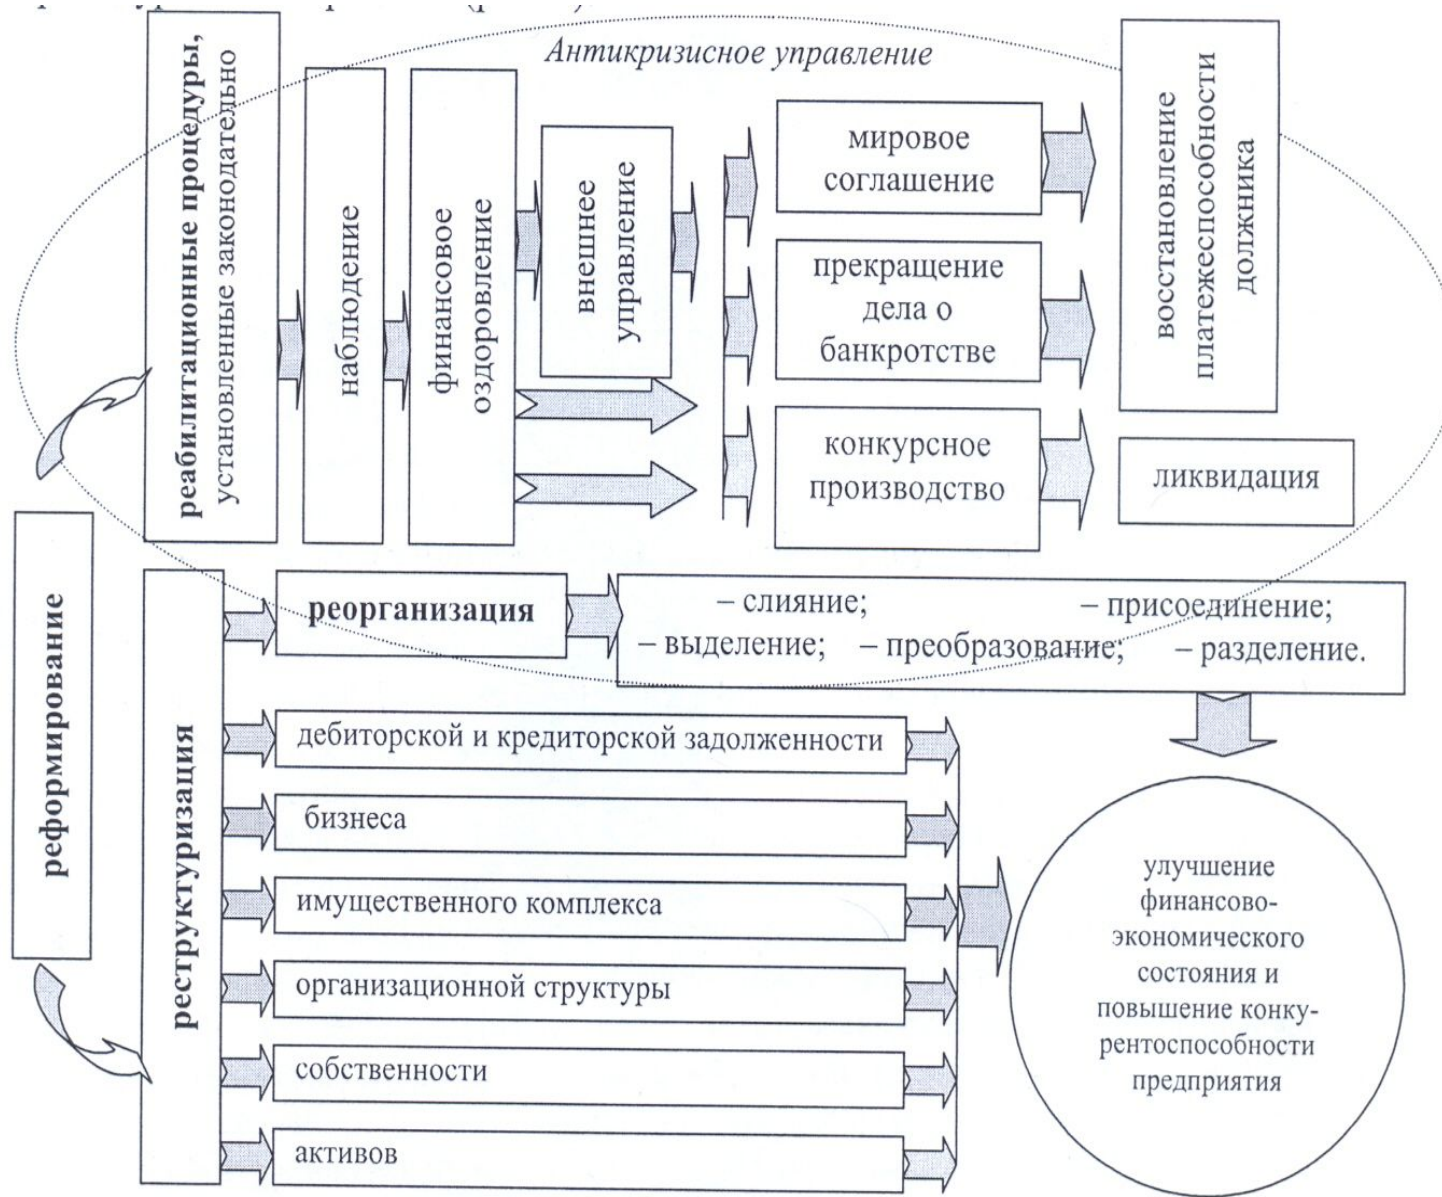 Антикризисное управление
реабилитационные процедуры,
установленные законодательно
наблюдение
финансовое
оздоровление
внешнее
управление
мировое
соглашение
прекращение
дела о
банкротстве
конкурсное
производство
восстановление
платежеспособности
должника
ликвидация
реформирование
реструктуризация
реорганизация
– слияние; – присоединение;
– выделение; – преобразование; – разделение.
дебиторской и кредиторской задолженности
бизнеса
имущественного комплекса
организационной структуры
собственности
активов
улучшение
финансово-
экономического
состояния и
повышение конку-
рентоспособности
предприятия